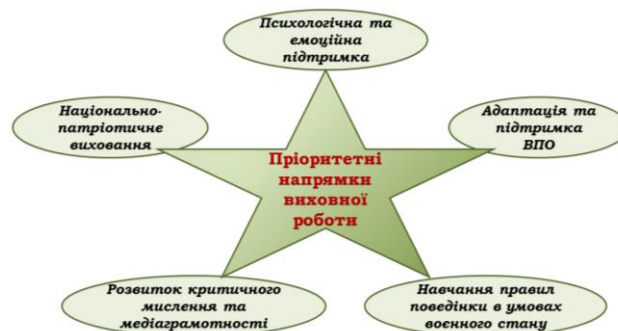 Психологічна та
емоційна
підтримка
Національно-
патріотичне
виховання
Адаптація та
підтримка
ВПО
Пріоритетні
напрямки
виховної
роботи
Розвиток критичного
мислення та
медіаграмотності
Навчання правил
поведінки в умовах
воєнного стану